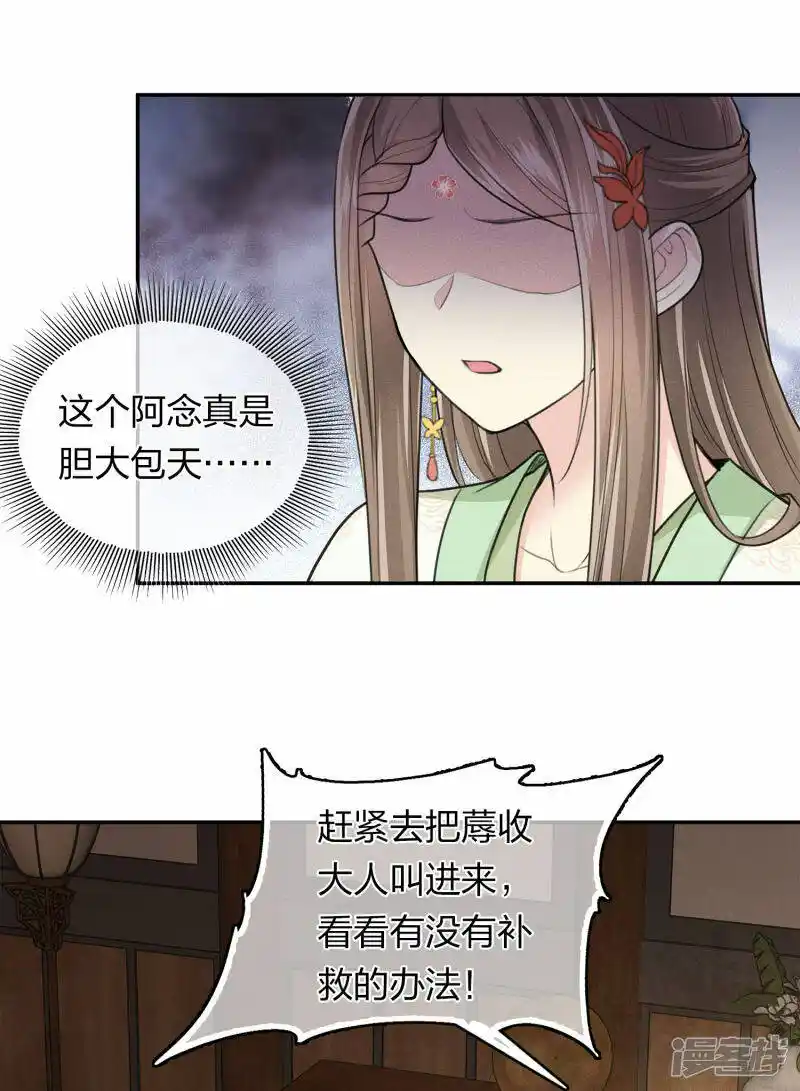 这个阿念真是
胆大包天……
赶紧去把蓐收
大人叫进来，
看看有没有补
救的办法！
漫客栈